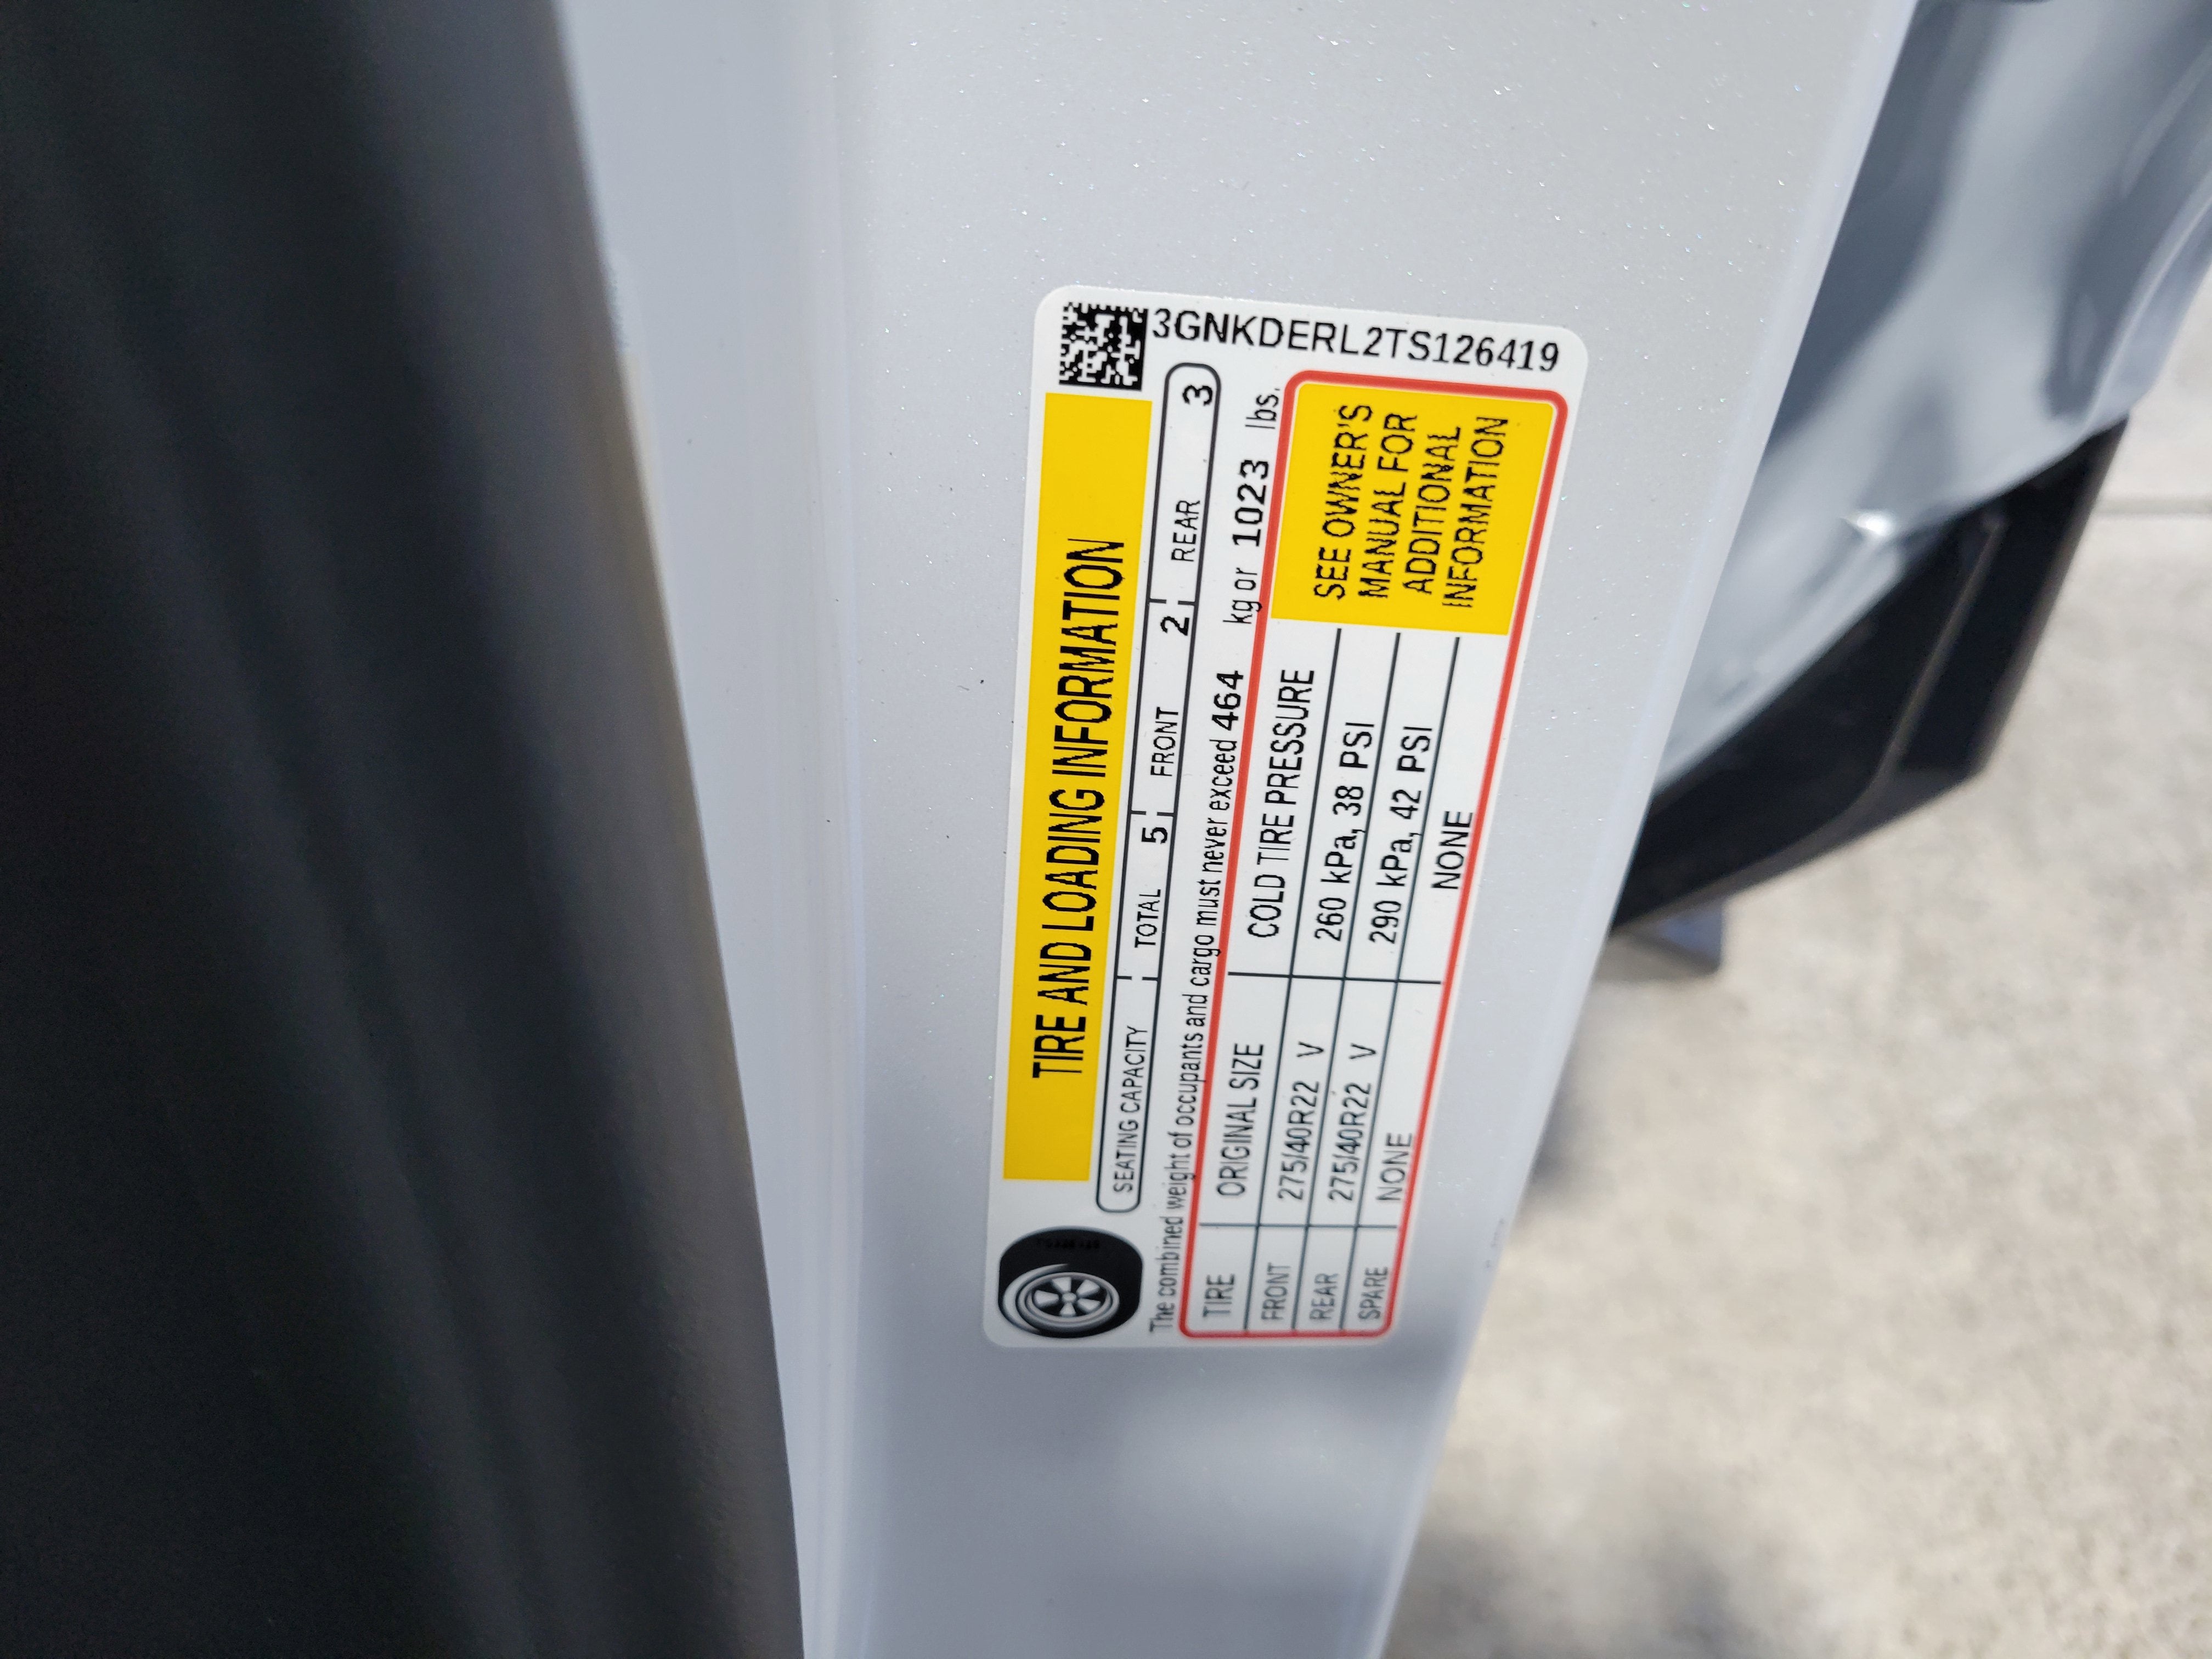 3GNKDERL2TS126419
TIRE AND LOADING INFORMATION
SEATING CAPACITY TOTAL 5 FRONT 2 REAR 3
The combined weight of occupants and cargo must never exceed 464 kg or 1023 lbs.
TIRE ORIGINAL SIZE COLD TIRE PRESSURE
FRONT 275/40R22 V 260 kPa, 38 PSI
REAR 275/40R22 V 290 kPa, 42 PSI
SPARE NONE NONE
SEE OWNER'S
MANUAL FOR
ADDITIONAL
INFORMATION